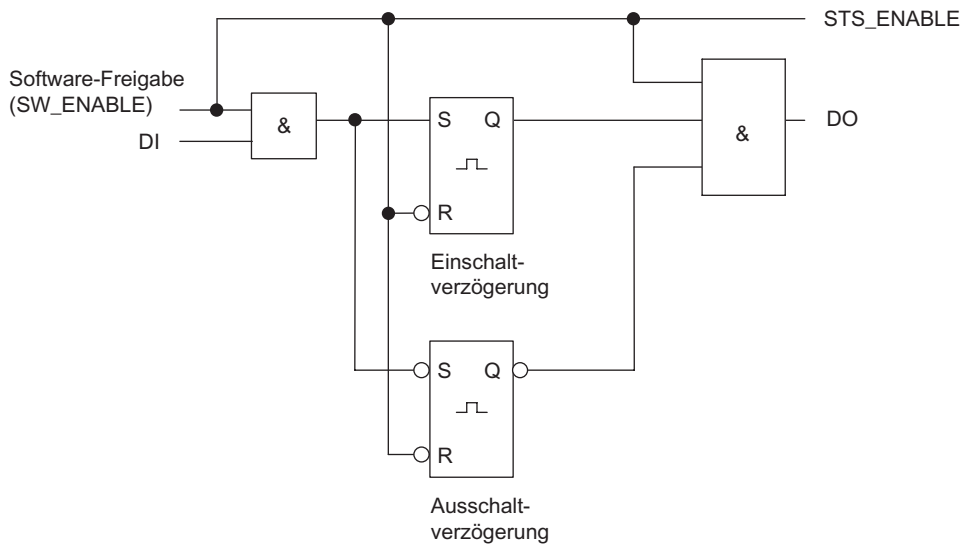 STS_ENABLE
Software-Freigabe
(SW_ENABLE)
DI
&
S Q
R
&
DO
Einschalt-
verzögerung
S Q
R
Ausschalt-
verzögerung